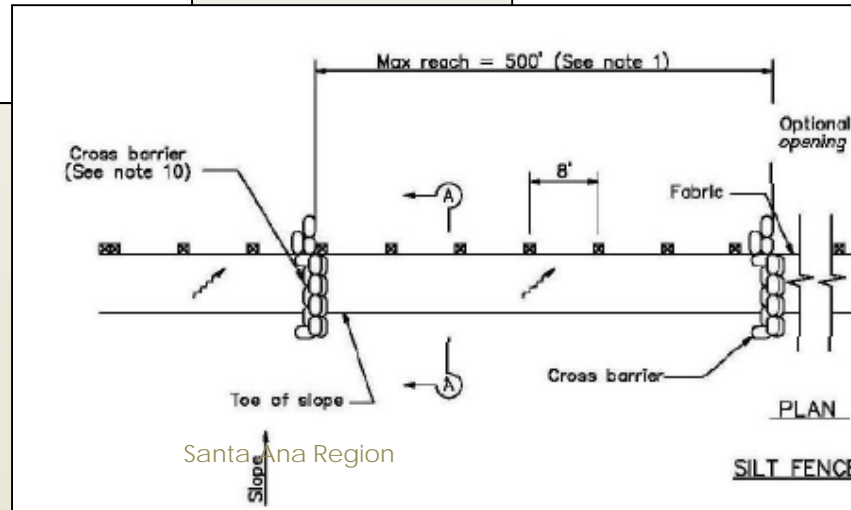 Max reach = 500' (See note 1)
Optional
opening
Cross barrier
(See note 10)
A
8'
Fabric
Toe of slope
A
Cross barrier
PLAN
Santa Ana Region
Slope
SILT FENCE